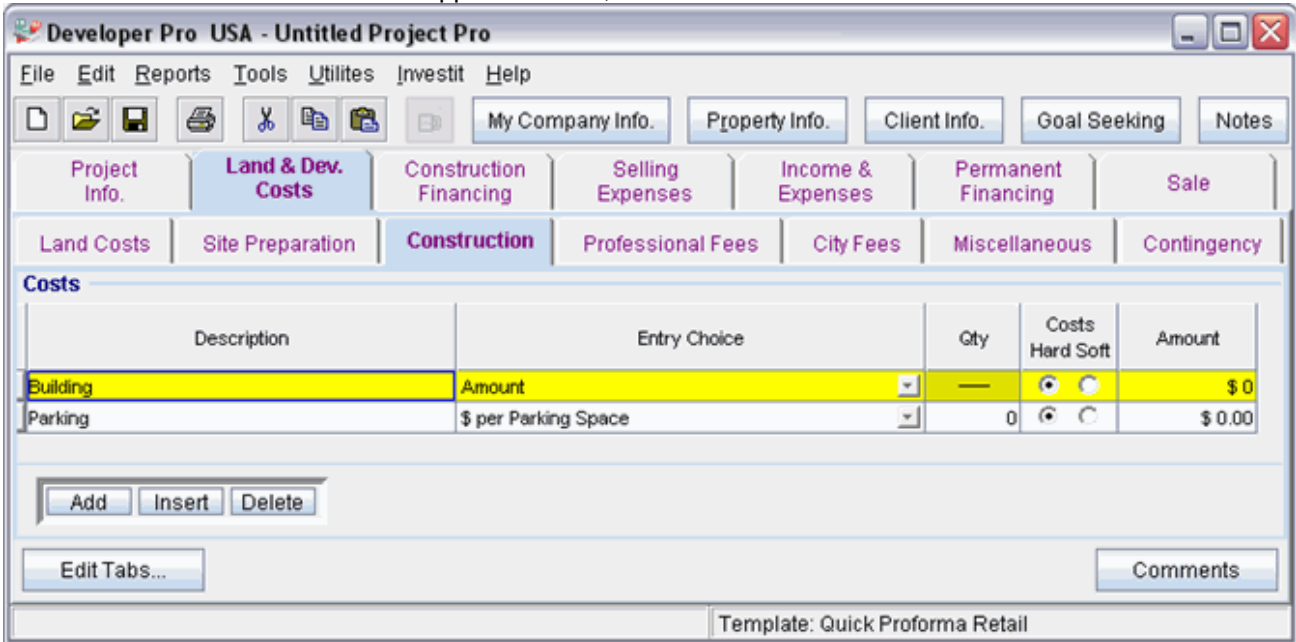 Developer Pro USA - Untitled Project Pro
File Edit Reports Tools Utilites Investit Help
My Company Info. Property Info. Client Info. Goal Seeking Notes
Project Info. Land & Dev. Costs Construction Financing Selling Expenses Income & Expenses Permanent Financing Sale
Land Costs Site Preparation Construction Professional Fees City Fees Miscellaneous Contingency
Costs
Description Entry Choice Qty Costs Hard Soft Amount
Building Amount — $ 0
Parking $ per Parking Space 0 $ 0.00
Add Insert Delete
Edit Tabs... Comments
Template: Quick Proforma Retail